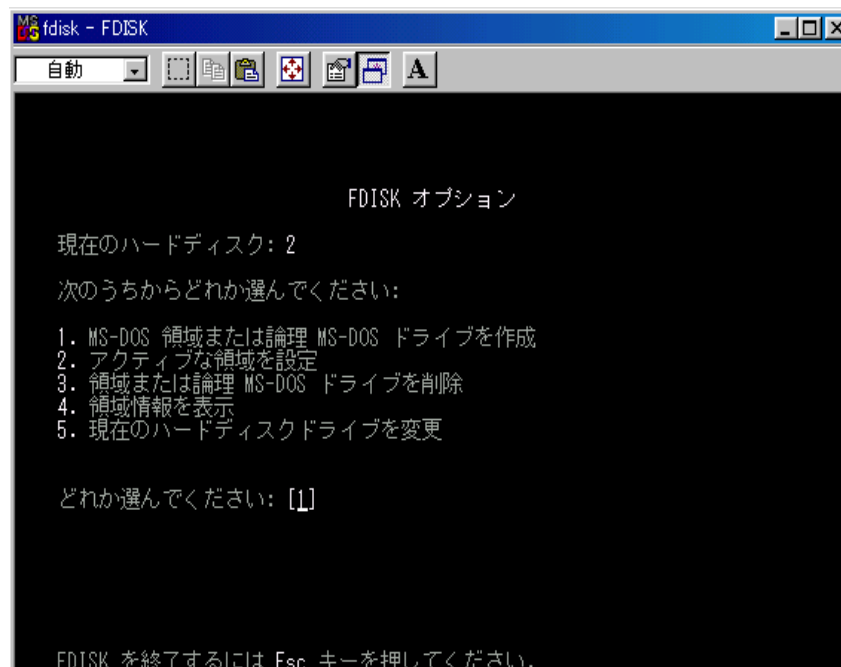 MS DOS fdisk - FDISK
自動 A
FDISK オプション
現在のハードディスク: 2
次のうちからどれか選んでください:
1. MS-DOS 領域または論理 MS-DOS ドライブを作成
2. アクティブな領域を設定
3. 領域または論理 MS-DOS ドライブを削除
4. 領域情報を表示
5. 現在のハードディスクドライブを変更
どれか選んでください: [1]
FDISK を終了するには Esc キーを押してください.